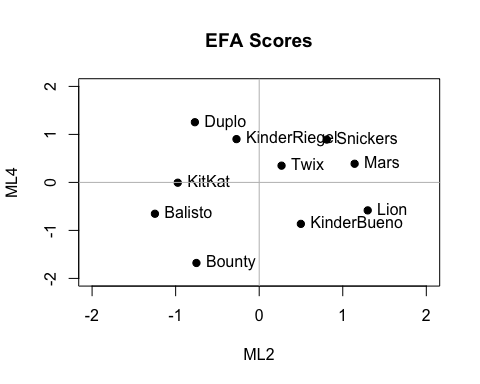 EFA Scores
ML4
2
1
0
-1
-2
Duplo
KinderRiegel
Snickers
Twix
Mars
KitKat
Balisto
Lion
KinderBueno
Bounty
-2
-1
0
1
2
ML2